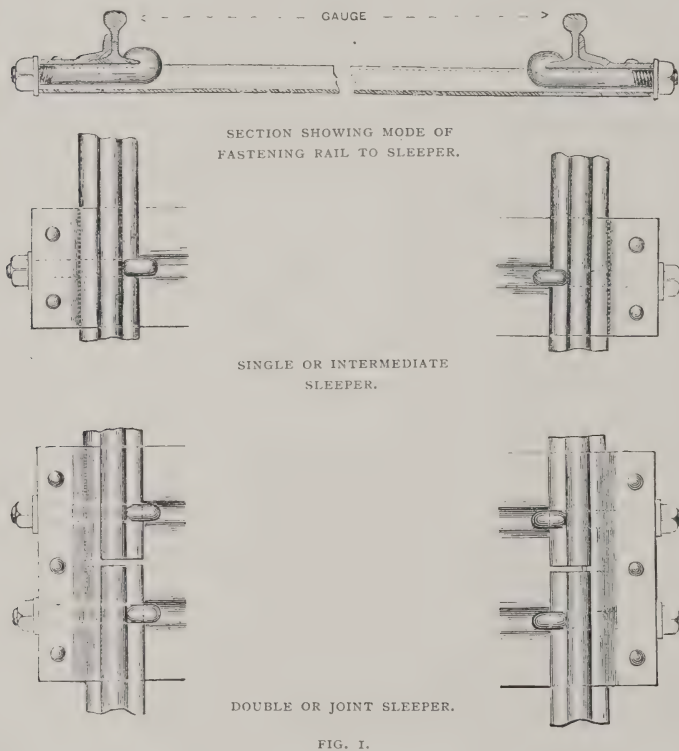 GAUGE
SECTION SHOWING MODE OF
FASTENING RAIL TO SLEEPER.
SINGLE OR INTERMEDIATE
SLEEPER.
DOUBLE OR JOINT SLEEPER.
FIG. I.